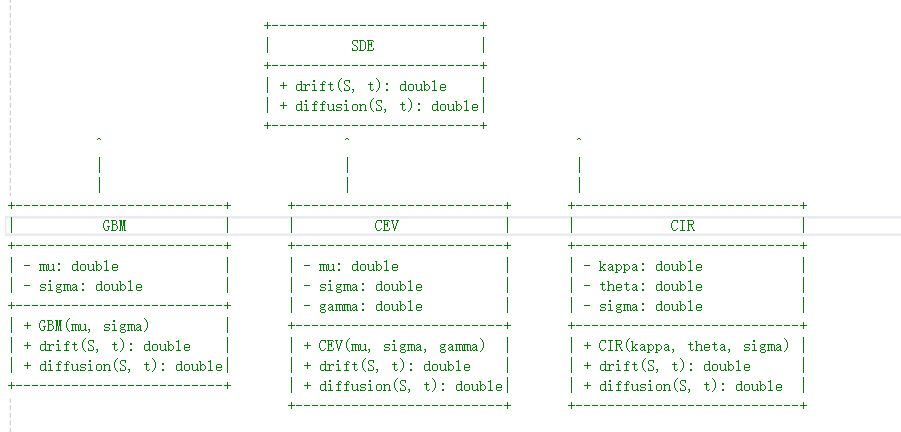 +-----------------------------+
| SDE |
+-----------------------------+
| + drift(S, t): double |
| + diffusion(S, t): double|
+-----------------------------+
^ ^ ^
| | |
| | |
+-----------------------------+ +-----------------------------+ +-------------------------------+
| GBM | | CEV | | CIR |
+-----------------------------+ +-----------------------------+ +-------------------------------+
| - mu: double | | - mu: double | | - kappa: double |
| - sigma: double | | - sigma: double | | - theta: double |
+-----------------------------+ | - gamma: double | | - sigma: double |
| + GBM(mu, sigma) | +-----------------------------+ +-------------------------------+
| + drift(S, t): double | | + CEV(mu, sigma, gamma) | | + CIR(kappa, theta, sigma) |
| + diffusion(S, t): double| | + drift(S, t): double | | + drift(S, t): double |
+-----------------------------+ | + diffusion(S, t): double| | + diffusion(S, t): double |
+-----------------------------+ +-------------------------------+